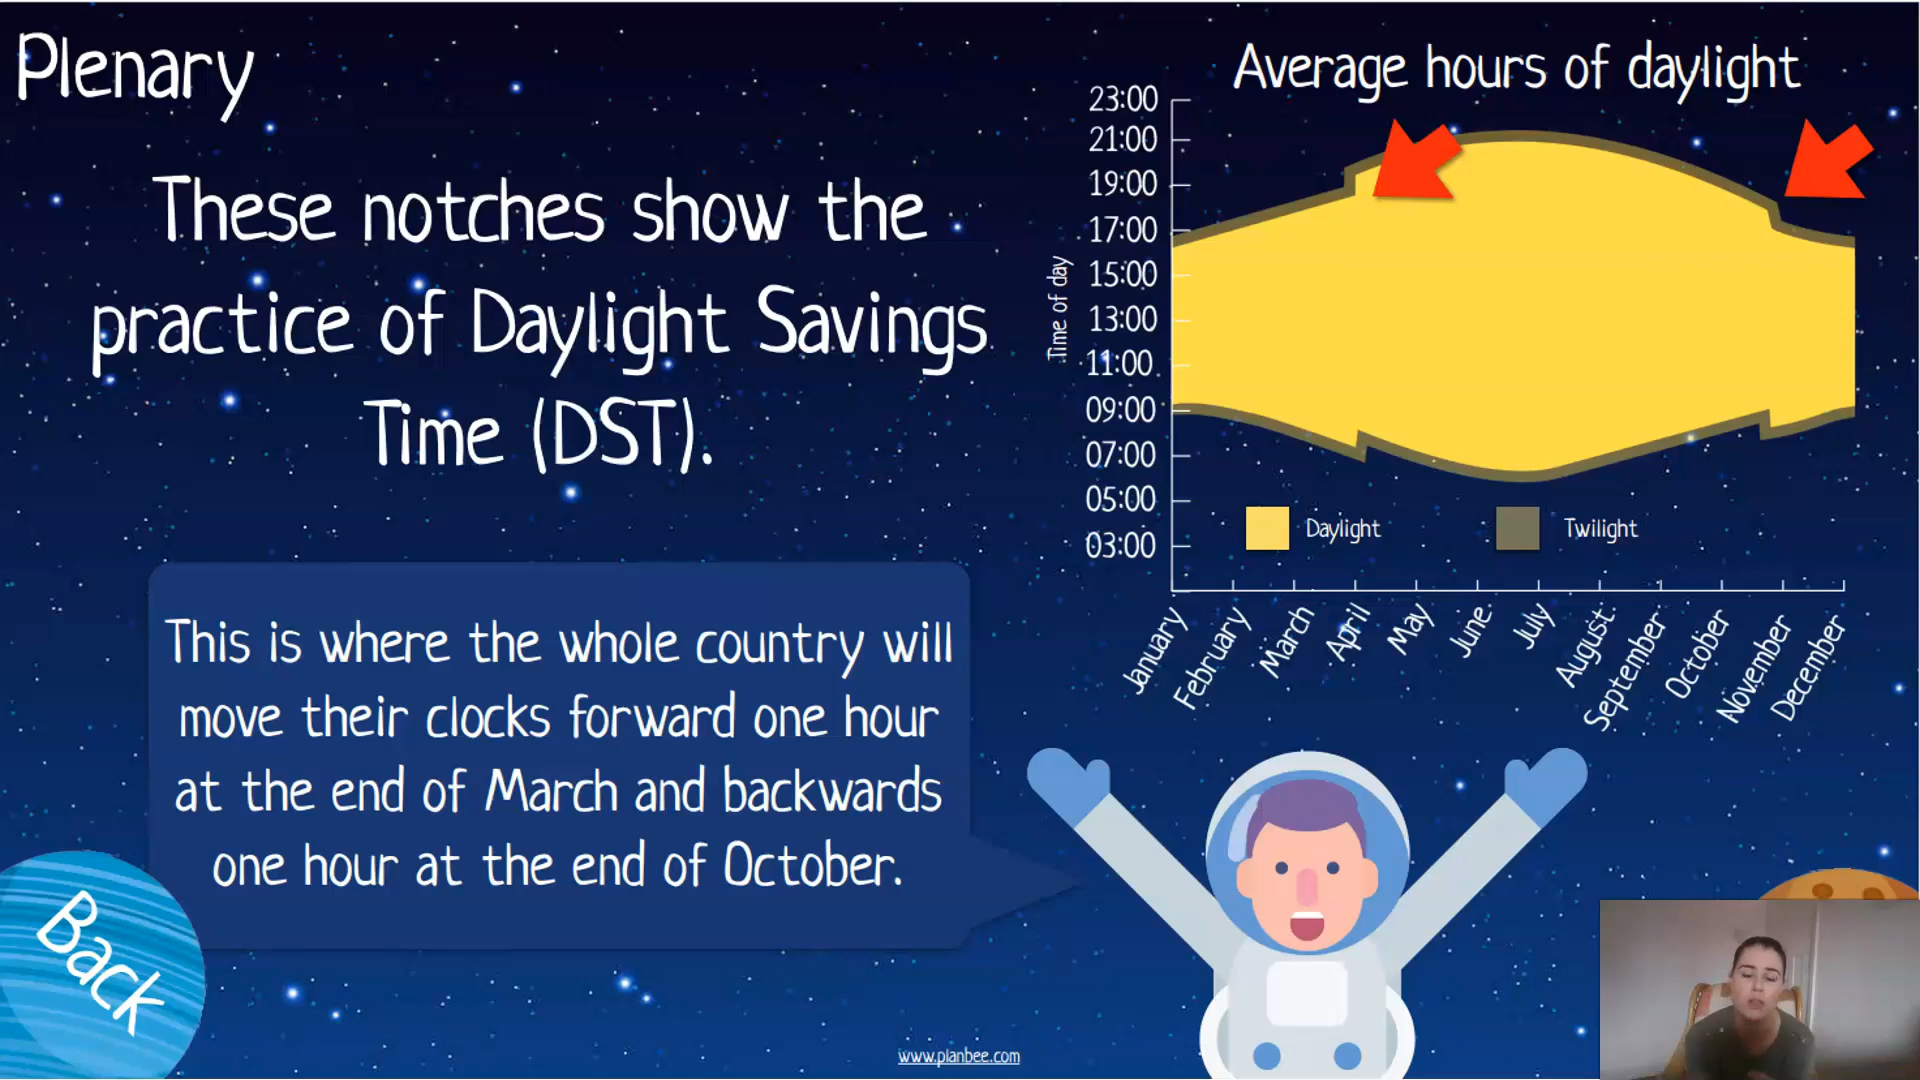 Plenary
These notches show the
practice of Daylight Savings
Time (DST).
This is where the whole country will
move their clocks forward one hour
at the end of March and backwards
one hour at the end of October.
Back
Average hours of daylight
Time of day
23:00
21:00
19:00
17:00
15:00
13:00
11:00
09:00
07:00
05:00
03:00
Daylight
Twilight
January
February
March
April
May
June
July
August
September
October
November
December
www.planbee.com